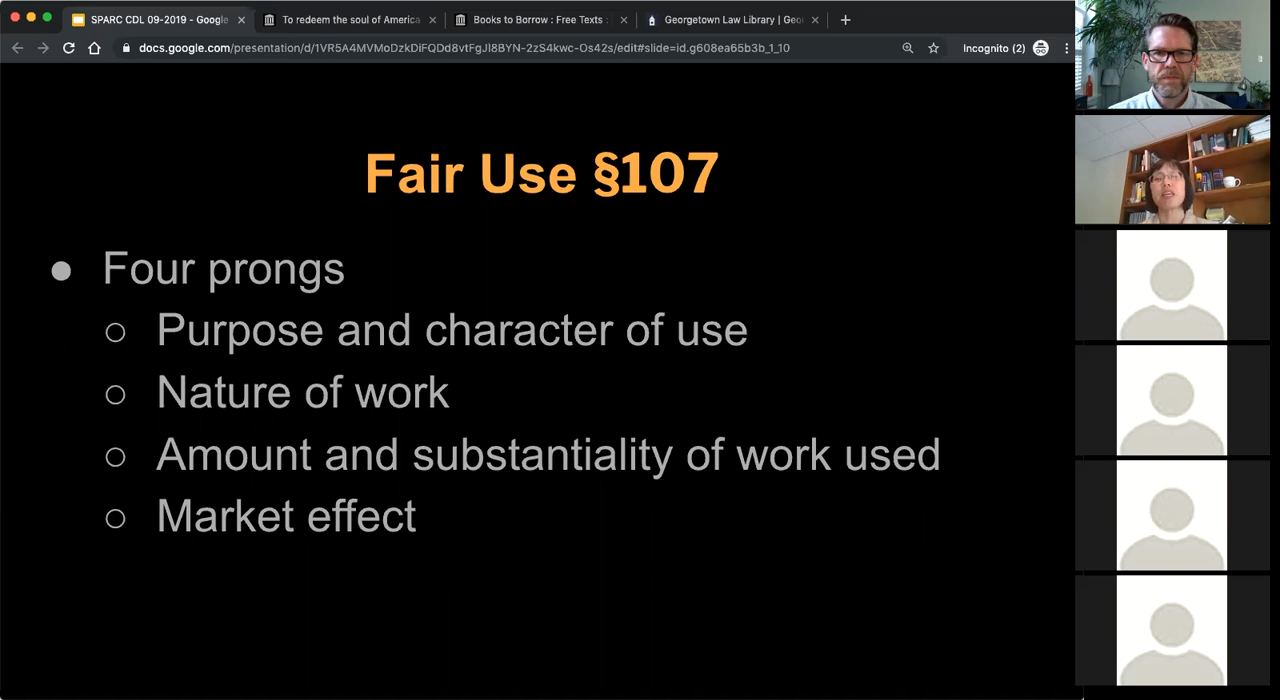 SPARC CDL 09-2019 - Google
To redeem the soul of America
Books to Borrow : Free Texts :
Georgetown Law Library | Geo
docs.google.com/presentation/d/1VR5A4MVMoDzkDiFQDd8vtFgJI8BYN-2zS4kwc-Os42s/edit#slide=id.g608ea65b3b_1_10
Incognito (2)
Fair Use §107
● Four prongs
○ Purpose and character of use
○ Nature of work
○ Amount and substantiality of work used
○ Market effect